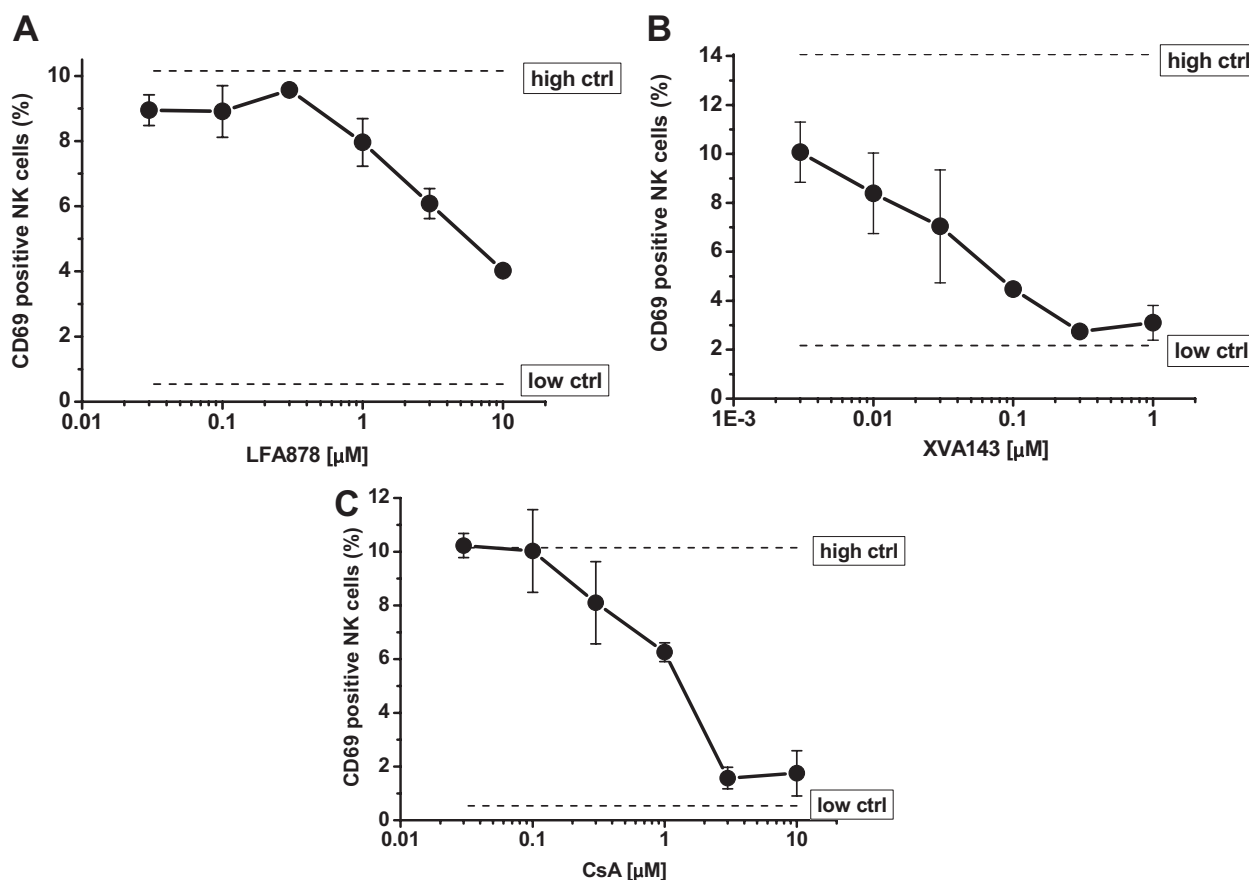 A
CD69 positive NK cells (%)
10
8
6
4
2
0
high ctrl
low ctrl
0.01
0.1
1
10
LFA878 [µM]
B
CD69 positive NK cells (%)
14
12
10
8
6
4
2
0
high ctrl
low ctrl
1E-3
0.01
0.1
1
XVA143 [µM]
C
CD69 positive NK cells (%)
12
10
8
6
4
2
0
high ctrl
low ctrl
0.01
0.1
1
10
CsA [µM]